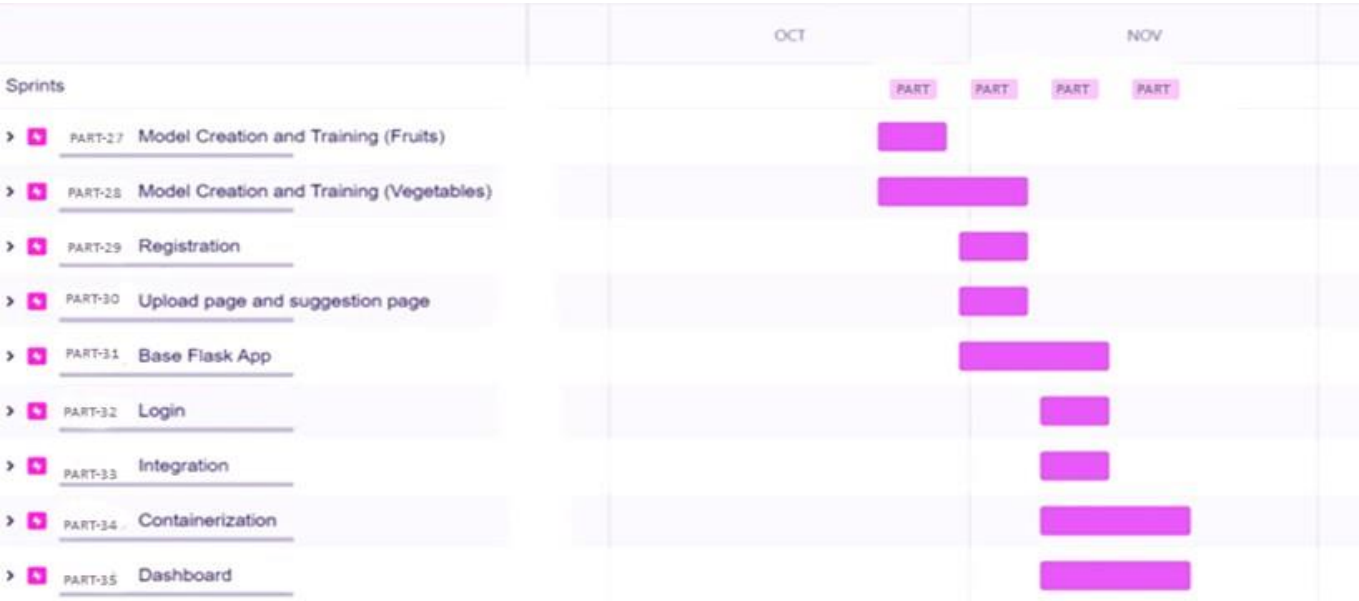 OCT NOV
Sprints PART PART PART PART
PART-27 Model Creation and Training (Fruits)
PART-28 Model Creation and Training (Vegetables)
PART-29 Registration
PART-30 Upload page and suggestion page
PART-31 Base Flask App
PART-32 Login
PART-33 Integration
PART-34 Containerization
PART-35 Dashboard